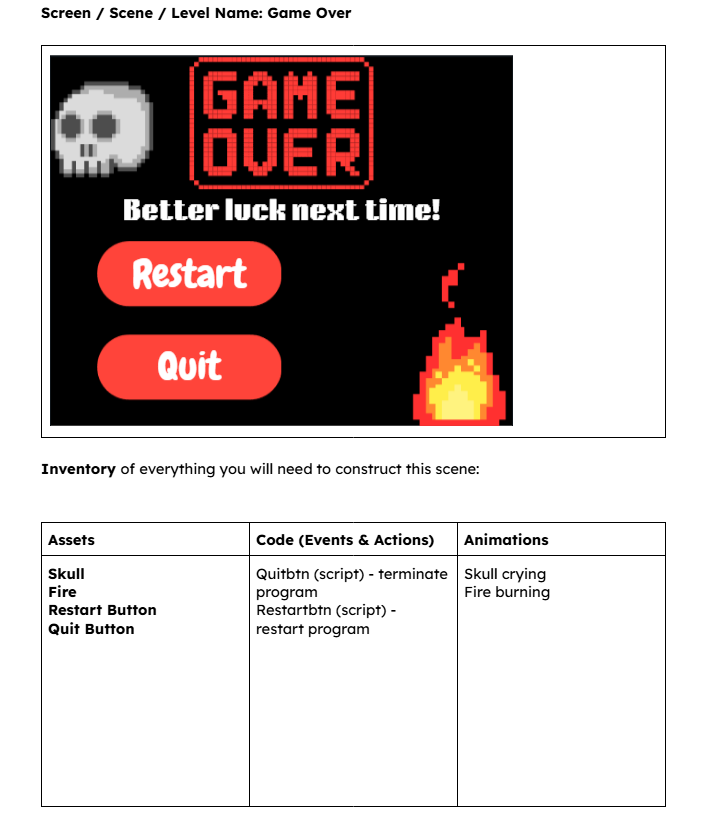 Screen / Scene / Level Name: Game Over
GAME
OVER
Better luck next time!
Restart
Quit
Inventory of everything you will need to construct this scene:
Assets
Code (Events & Actions)
Animations
Skull
Fire
Restart Button
Quit Button
Quitbtn (script) - terminate
program
Restartbtn (script) -
restart program
Skull crying
Fire burning